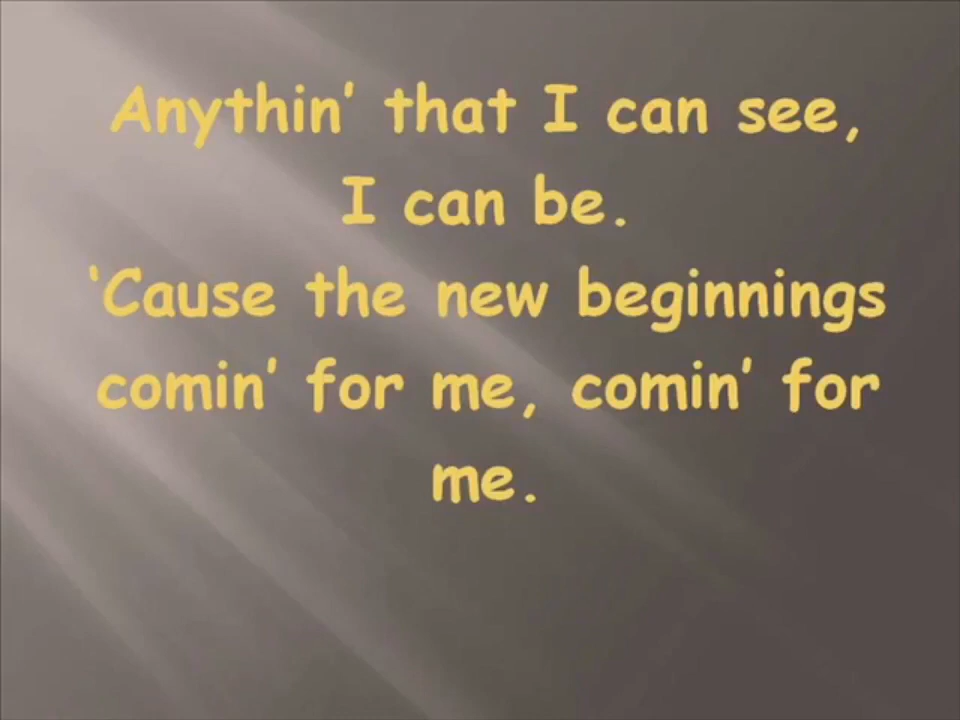 Anythin’ that I can see,
I can be.
‘Cause the new beginnings
comin’ for me, comin’ for
me.